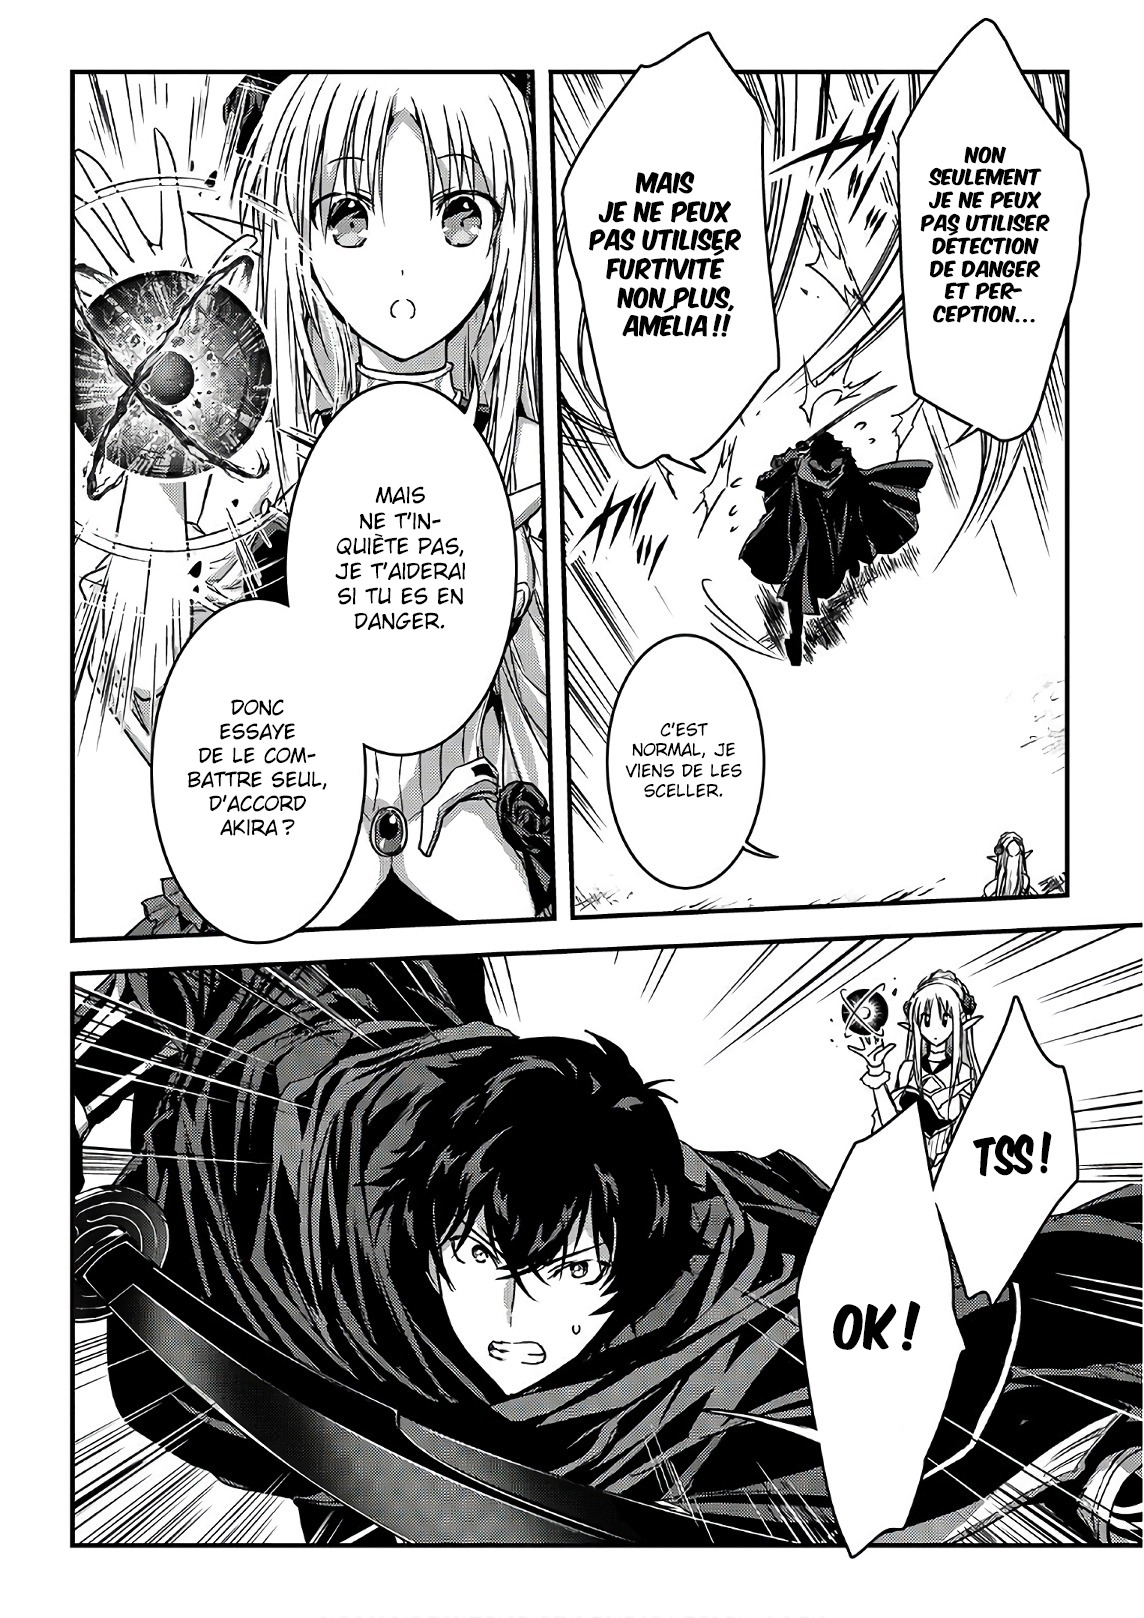 NON
SEULEMENT
JE NE PEUX
PAS UTILISER
DÉTECTION
DE DANGER
ET PER-
CEPTION...
MAIS
JE NE PEUX
PAS UTILISER
FURTIVITÉ
NON PLUS,
AMÉLIA!!
C'EST
NORMAL, JE
VIENS DE LES
SCELLER.
MAIS
NE T'IN-
QUIÈTE PAS,
JE T'AIDERAI
SI TU ES EN
DANGER.
DONC
ESSAYE
DE LE COM-
BATTRE SEUL,
D'ACCORD
AKIRA?
TSS!
OK!